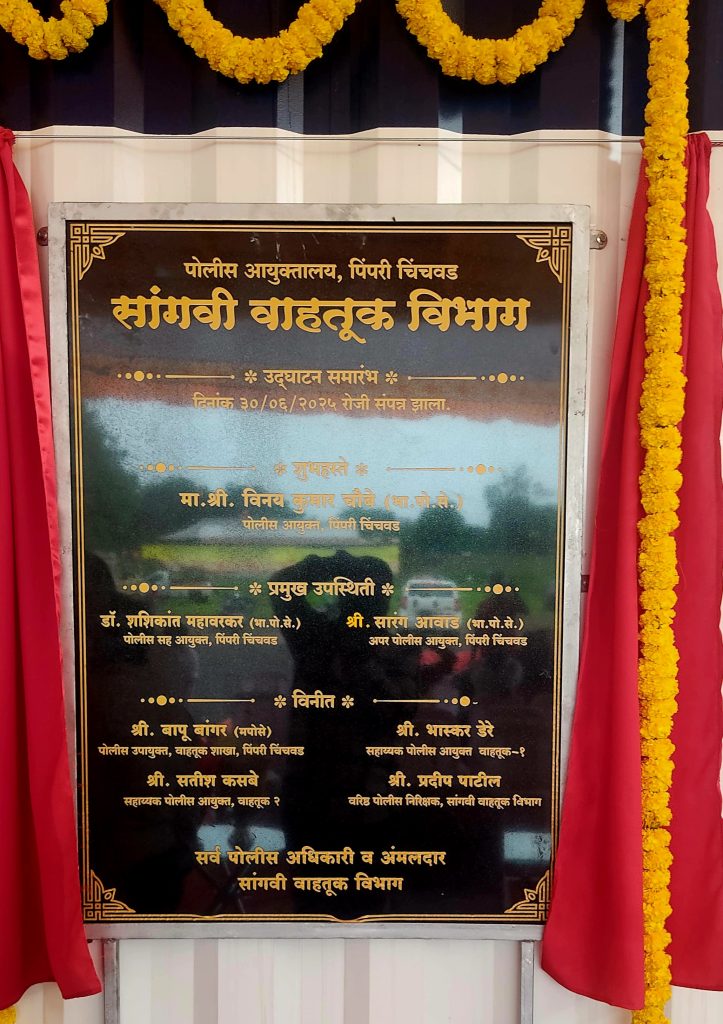 पोलीस आयुक्तालय, पिंपरी चिंचवड
सांगवी वाहतूक विभाग
उद्घाटन समारंभ
दिनांक ३०/०६/२०२५ रोजी संपन्न झाला.
शुभहस्ते
मा.श्री. विनय कुमार चौबे (भा.पो.से.)
पोलीस आयुक्त, पिंपरी चिंचवड
प्रमुख उपस्थिती
डॉ. शशिकांत महावरकर (भा.पो.से.) श्री. सारंग आवाड (भा.पो.से.)
पोलीस सह आयुक्त, पिंपरी चिंचवड अपर पोलीस आयुक्त, पिंपरी चिंचवड
विनीत
श्री. बापू बांगर (मपोसे) श्री. भास्कर डेरे
पोलीस उपायुक्त, वाहतूक शाखा, पिंपरी चिंचवड सहाय्यक पोलीस आयुक्त वाहतूक-१
श्री. सतीश कसबे श्री. प्रदीप पाटील
सहाय्यक पोलीस आयुक्त, वाहतूक २ वरिष्ठ पोलीस निरिक्षक, सांगवी वाहतूक विभाग
सर्व पोलीस अधिकारी व अंमलदार
सांगवी वाहतूक विभाग